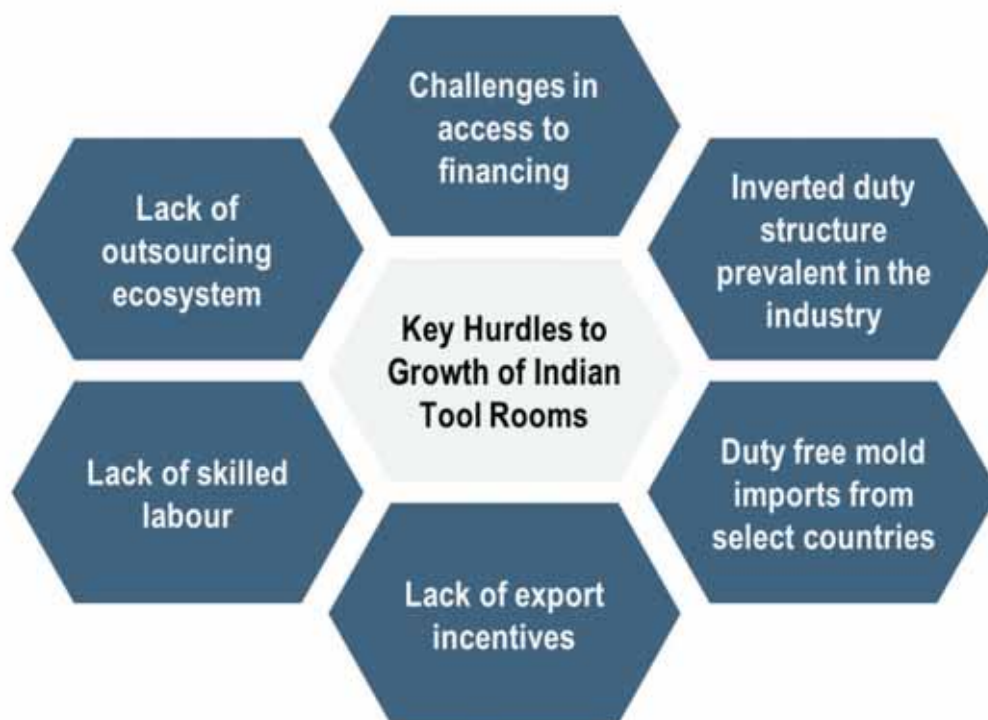 Challenges in
access to
financing
Lack of
outsourcing
ecosystem
Inverted duty
structure
prevalent in the
industry
Key Hurdles to
Growth of Indian
Tool Rooms
Lack of skilled
labour
Duty free mold
imports from
select countries
Lack of export
incentives